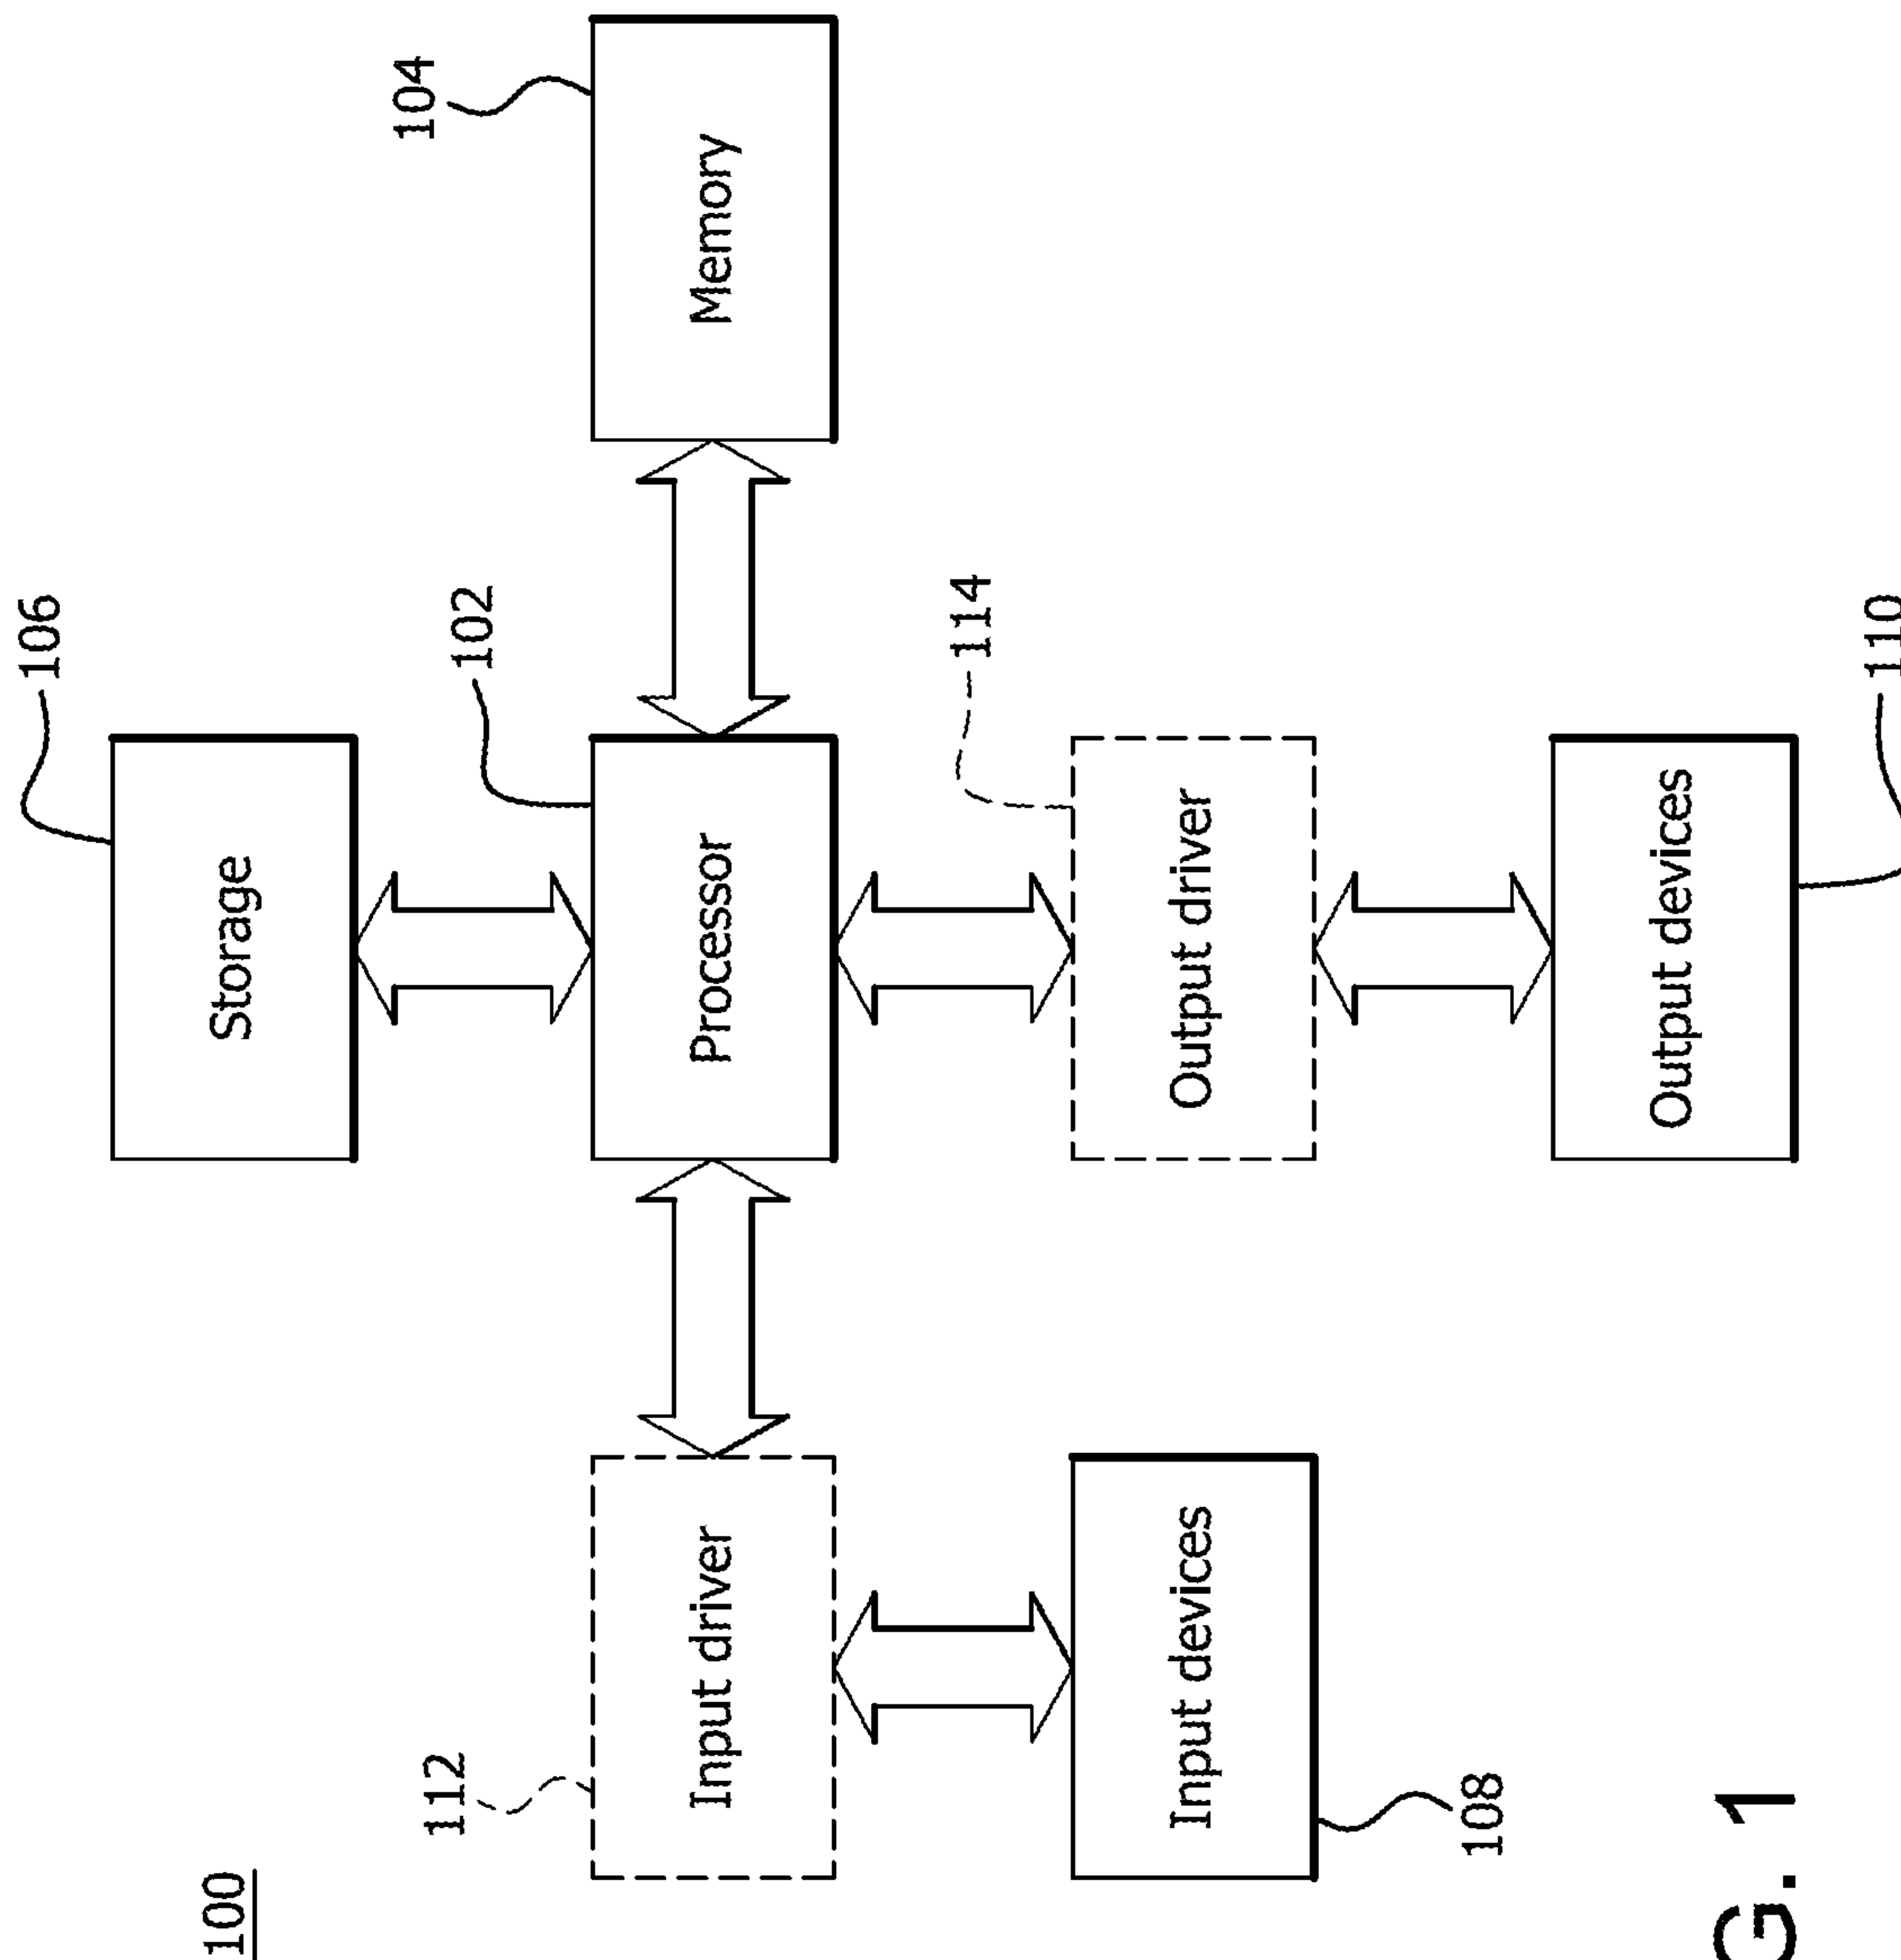 106
100
Storage
104
112
102
Input driver
Processor
Memory
114
Input devices
Output driver
108
Output devices
G. 1
110